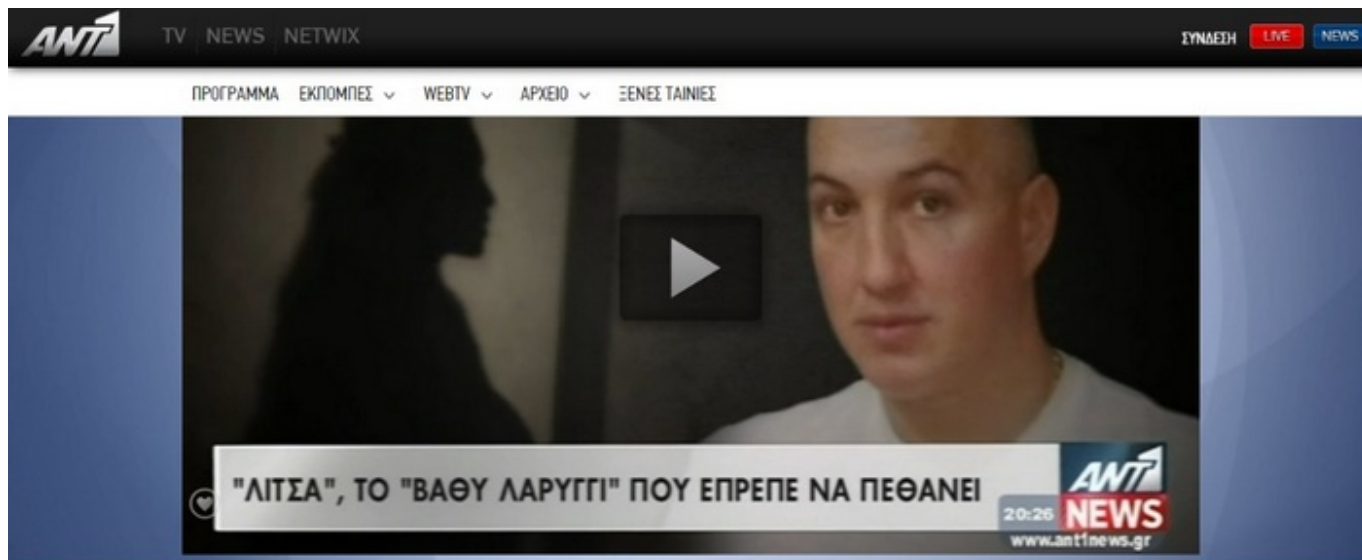 ANT1 TV NEWS NETWIX ΣΥΝΔΕΣΗ LIVE NEWS
ΠΡΟΓΡΑΜΜΑ ΕΚΠΟΜΠΕΣ WEBTV ΑΡΧΕΙΟ ΞΕΝΕΣ ΤΑΙΝΙΕΣ
"ΛΙΤΣΑ", ΤΟ "ΒΑΘΥ ΛΑΡΥΓΓΙ" ΠΟΥ ΕΠΡΕΠΕ ΝΑ ΠΕΘΑΝΕΙ
ANT1
20:26 NEWS
www.ant1news.gr